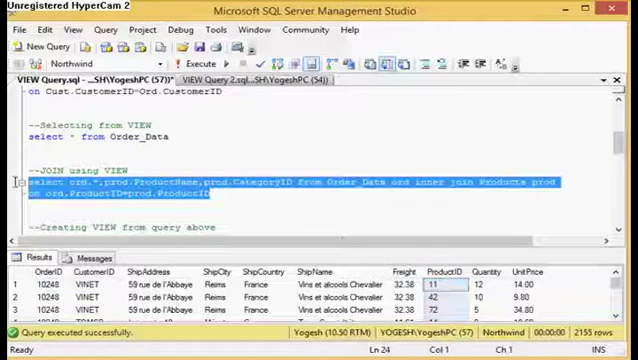 Unregistered HyperCam 2
Microsoft SQL Server Management Studio
File Edit View Query Project Debug Tools Window Community Help
New Query
Northwind Execute
VIEW Query.sql-...SH\YogeshPC (57))* VIEW Query 2.sql...SH\YogeshPC (54))
on Cust.CustomerID=Ord.CustomerID
--Selecting from VIEW
select * from Order_Data
--JOIN using VIEW
select ord.*,prod.ProductName,prod.CategoryID from Order_Data ord inner join Products prod
on ord.ProductID=prod.ProductID
--Creating VIEW from query above
Results Messages
OrderID CustomerID ShipAddress ShipCity ShipCountry ShipName Freight ProductID Quantity UnitPrice
1 10248 VINET 59 rue de l'Abbaye Reims France Vins et alcools Chevalier 32.38 11 12 14.00
2 10248 VINET 59 rue de l'Abbaye Reims France Vins et alcools Chevalier 32.38 42 10 9.80
3 10248 VINET 59 rue de l'Abbaye Reims France Vins et alcools Chevalier 32.38 72 5 34.80
Query executed successfully. Yogesh (10.50 RTM) YOGESH\YogeshPC (57) Northwind 00:00:00 2155 rows
Ready Ln 24 Col 1 Ch 1 INS